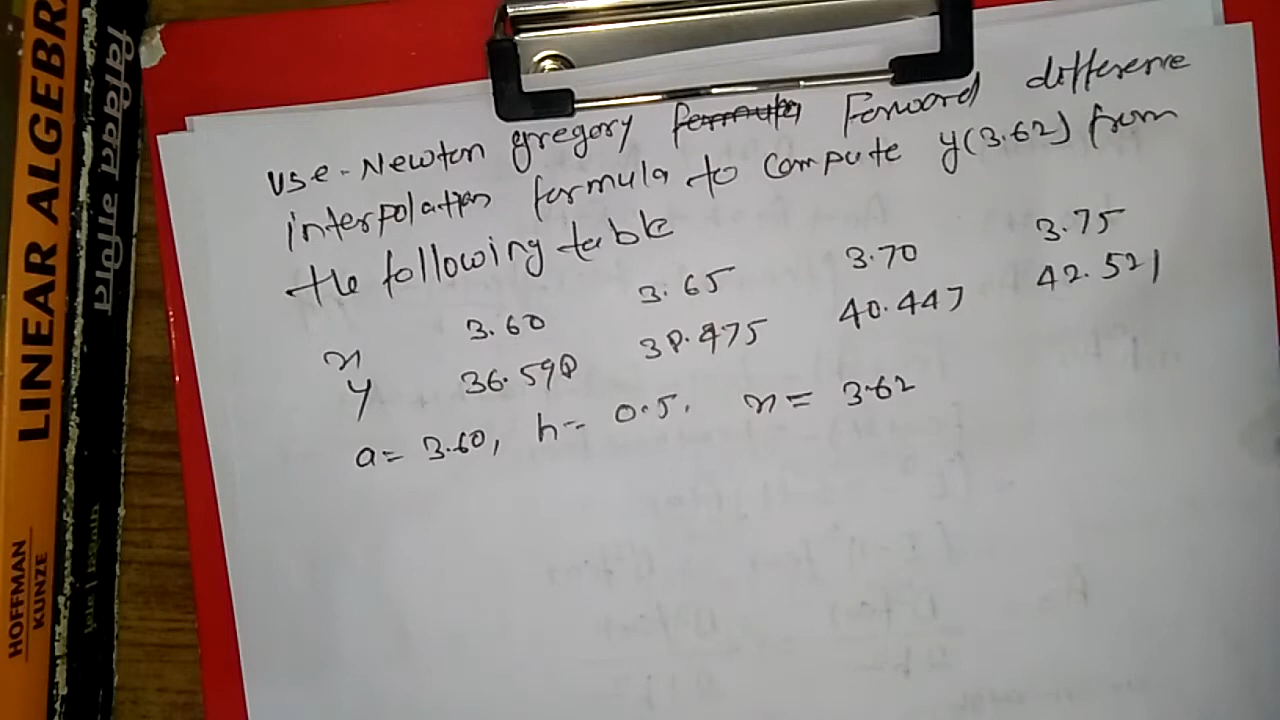 LINEAR ALGEBRA
HOFFMAN
KUNZE
विविक्त गणित
Use - Newton gregory Forward difference
interpolation formula to compute y(3.62) from
the following table
x 3.60 3.65 3.70 3.75
y 36.598 38.475 40.447 42.521
a = 3.60, h = 0.5. x = 3.62